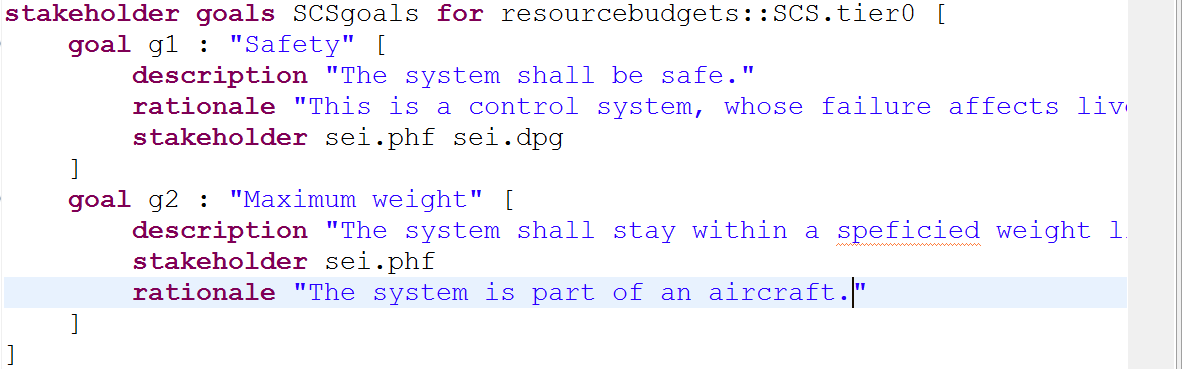 stakeholder goals SCSgoals for resourcebudgets::SCS.tier0 [
goal g1 : "Safety" [
description "The system shall be safe."
rationale "This is a control system, whose failure affects
stakeholder sei.phf sei.dpg
]
goal g2 : "Maximum weight" [
description "The system shall stay within a speficied weight
stakeholder sei.phf
rationale "The system is part of an aircraft."
]
]